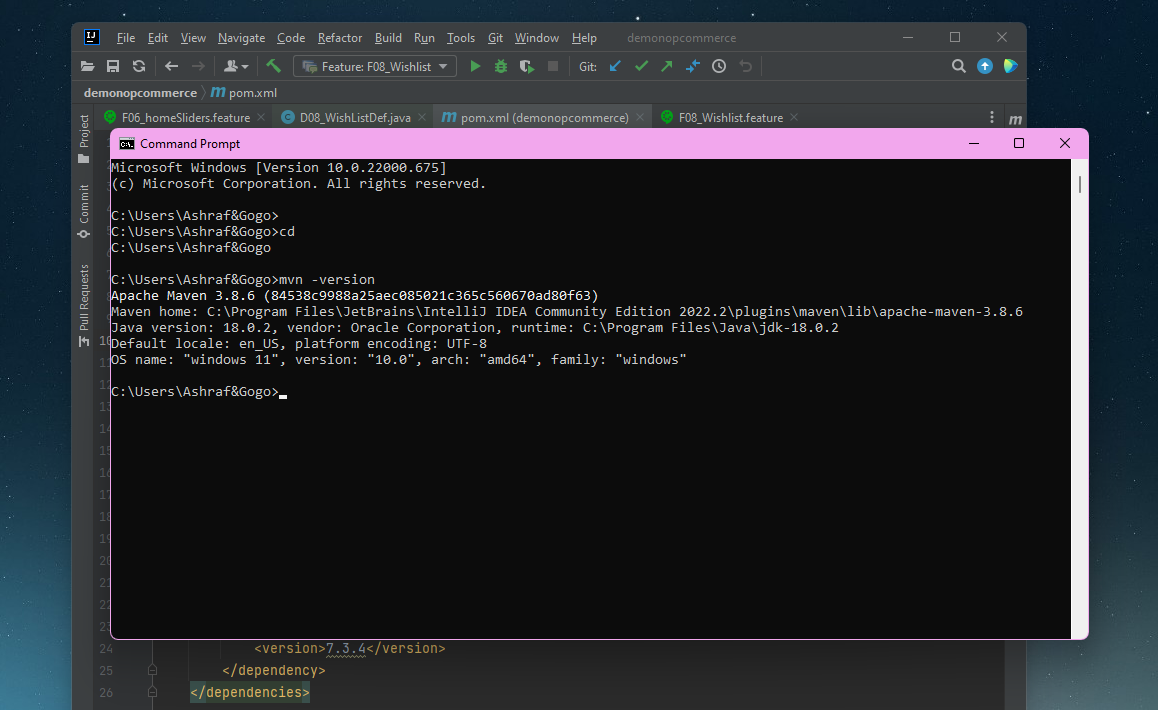 IJ File Edit View Navigate Code Refactor Build Run Tools Git Window Help demonopcommerce
Feature: F08_Wishlist Git:
demonopcommerce m pom.xml
F06_homeSliders.feature C D08_WishListDef.java m pom.xml (demonopcommerce) F08_Wishlist.feature m
Project
Commit
Pull Requests
Command Prompt
Microsoft Windows [Version 10.0.22000.675]
(c) Microsoft Corporation. All rights reserved.
C:\Users\Ashraf&Gogo>
C:\Users\Ashraf&Gogo>cd
C:\Users\Ashraf&Gogo
C:\Users\Ashraf&Gogo>mvn -version
Apache Maven 3.8.6 (84538c9988a25aec085021c365c560670ad80f63)
Maven home: C:\Program Files\JetBrains\IntelliJ IDEA Community Edition 2022.2\plugins\maven\lib\apache-maven-3.8.6
Java version: 18.0.2, vendor: Oracle Corporation, runtime: C:\Program Files\Java\jdk-18.0.2
Default locale: en_US, platform encoding: UTF-8
OS name: "windows 11", version: "10.0", arch: "amd64", family: "windows"
C:\Users\Ashraf&Gogo>
24 <version>7.3.4</version>
25 </dependency>
26 </dependencies>